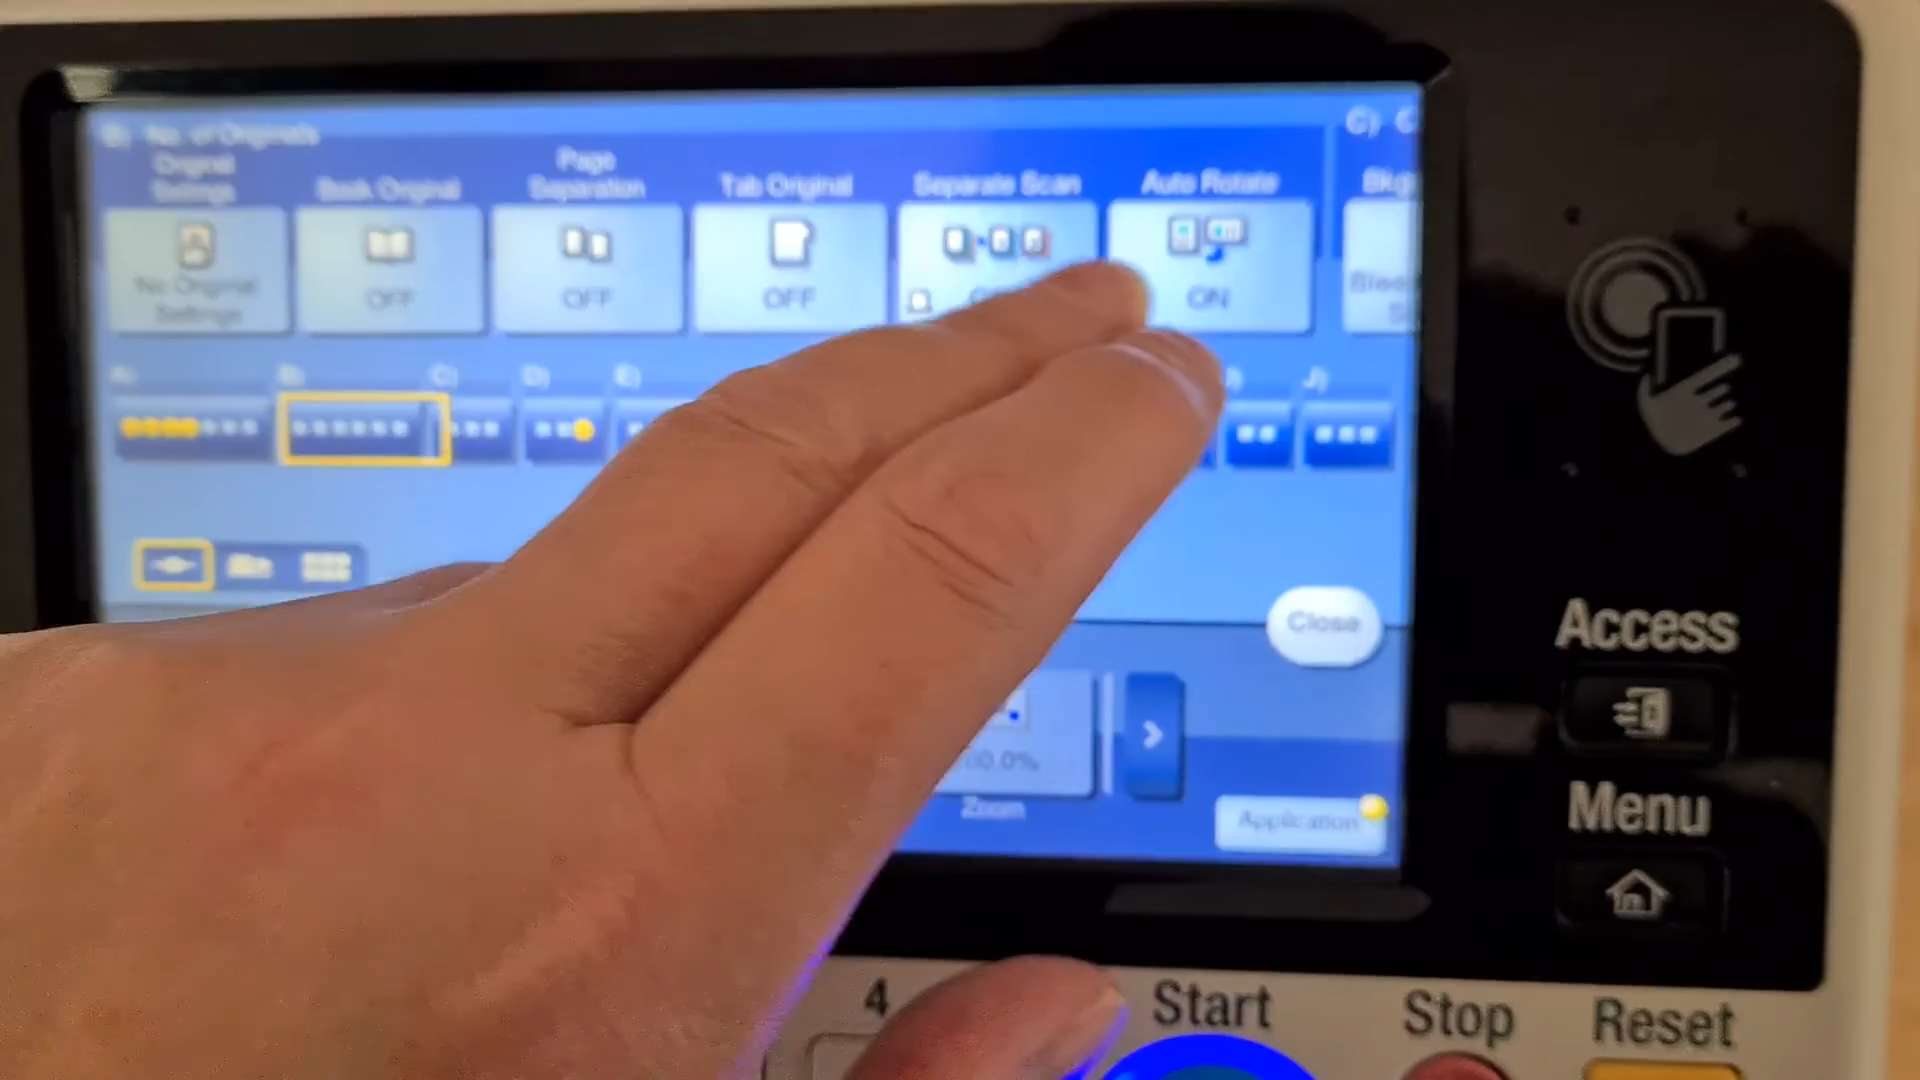 B) No. of Originals
C) C
Original
Settings
Book Original
Page
Separation
Tab Original
Separate Scan
Auto Rotate
Bkg
No Original
Settings
OFF
OFF
OFF
ON
Blee
A)
B)
C)
D)
E)
J)
Close
Zoom
Application
Access
Menu
4
Start
Stop
Reset